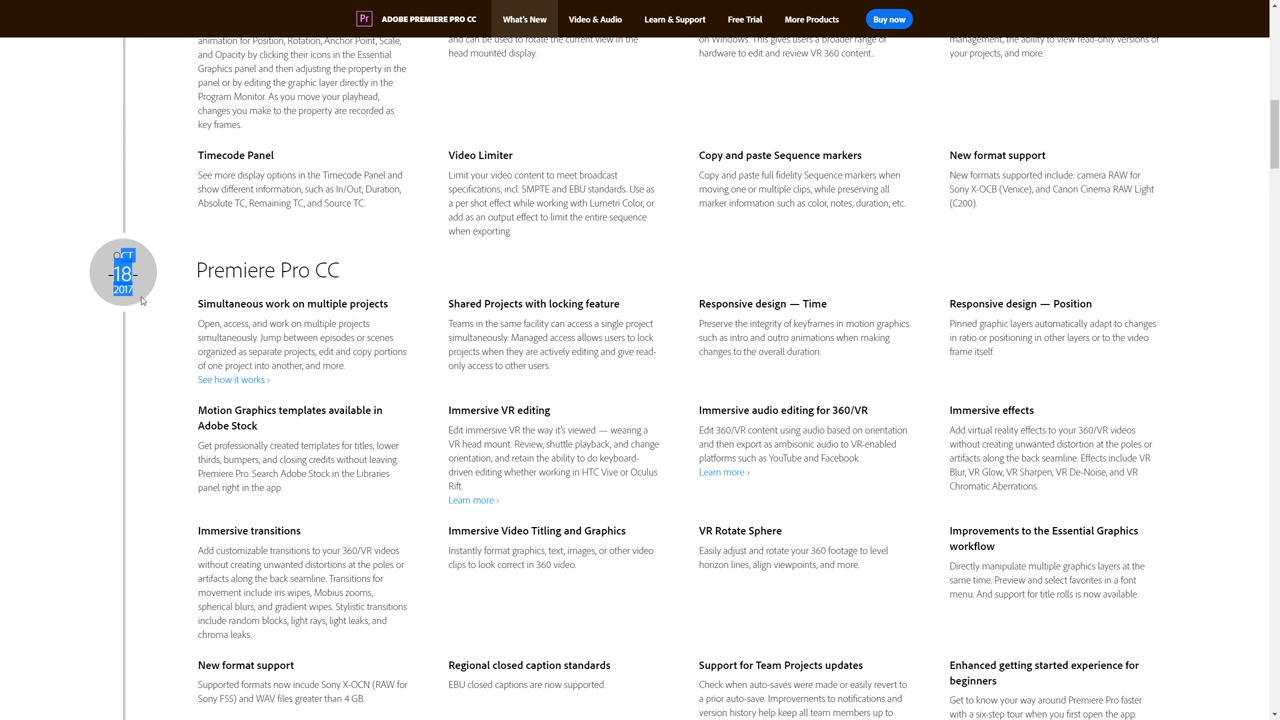 Pr ADOBE PREMIERE PRO CC What's New Video & Audio Learn & Support Free Trial More Products Buy now
animation for Position, Rotation, Anchor Point, Scale,
and Opacity by clicking their icons in the Essential
Graphics panel and then adjusting the property in the
panel or by editing the graphic layer directly in the
Program Monitor. As you move your playhead,
changes you make to the property are recorded as
key frames.
and can be used to rotate the current view in the
head mounted display.
on Windows. This gives users a broader range of
hardware to edit and review VR 360 content..
management, the ability to view read-only versions of
your projects, and more.
Timecode Panel
See more display options in the Timecode Panel and
show different information, such as In/Out, Duration,
Absolute TC, Remaining TC, and Source TC.
Video Limiter
Limit your video content to meet broadcast
specifications, incl. SMPTE and EBU standards. Use as
a per shot effect while working with Lumetri Color, or
add as an output effect to limit the entire sequence
when exporting.
Copy and paste Sequence markers
Copy and paste full fidelity Sequence markers when
moving one or multiple clips, while preserving all
marker information such as color, notes, duration, etc.
New format support
New formats supported include: camera RAW for
Sony X-OCB (Venice), and Canon Cinema RAW Light
(C200).
OCT
18
2017
Premiere Pro CC
Simultaneous work on multiple projects
Open, access, and work on multiple projects
simultaneously. Jump between episodes or scenes
organized as separate projects, edit and copy portions
of one project into another, and more.
See how it works ›
Shared Projects with locking feature
Teams in the same facility can access a single project
simultaneously. Managed access allows users to lock
projects when they are actively editing and give read-
only access to other users.
Responsive design — Time
Preserve the integrity of keyframes in motion graphics
such as intro and outro animations when making
changes to the overall duration.
Responsive design — Position
Pinned graphic layers automatically adapt to changes
in ratio or positioning in other layers or to the video
frame itself.
Motion Graphics templates available in
Adobe Stock
Get professionally created templates for titles, lower
thirds, bumpers, and closing credits without leaving
Premiere Pro. Search Adobe Stock in the Libraries
panel right in the app.
Immersive VR editing
Edit immersive VR the way it's viewed — wearing a
VR head mount. Review, shuttle playback, and change
orientation, and retain the ability to do keyboard-
driven editing whether working in HTC Vive or Oculus
Rift.
Learn more ›
Immersive audio editing for 360/VR
Edit 360/VR content using audio based on orientation
and then export as ambisonic audio to VR-enabled
platforms such as YouTube and Facebook.
Learn more ›
Immersive effects
Add virtual reality effects to your 360/VR videos
without creating unwanted distortion at the poles or
artifacts along the back seamline. Effects include VR
Blur, VR Glow, VR Sharpen, VR De-Noise, and VR
Chromatic Aberrations.
Immersive transitions
Add customizable transitions to your 360/VR videos
without creating unwanted distortions at the poles or
artifacts along the back seamline. Transitions for
movement include iris wipes, Mobius zooms,
spherical blurs, and gradient wipes. Stylistic transitions
include random blocks, light rays, light leaks, and
chroma leaks.
Immersive Video Titling and Graphics
Instantly format graphics, text, images, or other video
clips to look correct in 360 video.
VR Rotate Sphere
Easily adjust and rotate your 360 footage to level
horizon lines, align viewpoints, and more.
Improvements to the Essential Graphics
workflow
Directly manipulate multiple graphics layers at the
same time. Preview and select favorites in a font
menu. And support for title rolls is now available.
New format support
Supported formats now incude Sony X-OCN (RAW for
Sony F55) and WAV files greater than 4 GB.
Regional closed caption standards
EBU closed captions are now supported.
Support for Team Projects updates
Check when auto-saves were made or easily revert to
a prior auto-save. Improvements to notifications and
version history help keep all team members up to
Enhanced getting started experience for
beginners
Get to know your way around Premiere Pro faster
with a six-step tour when you first open the app.